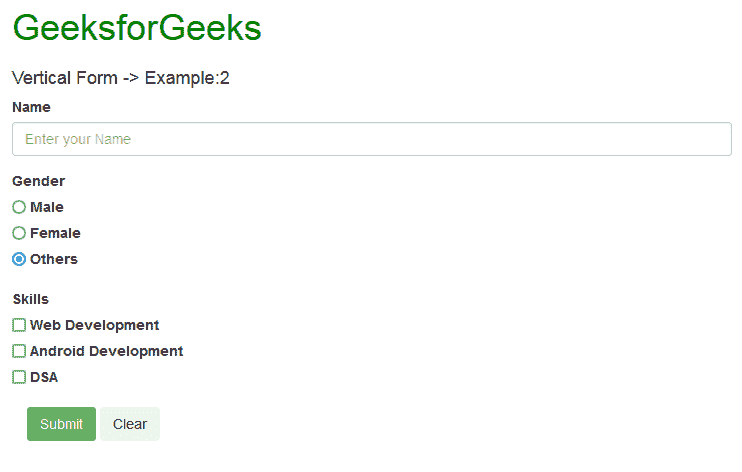 GeeksforGeeks
Vertical Form -> Example:2
Name
Enter your Name
Gender
Male
Female
Others
Skills
Web Development
Android Development
DSA
Submit Clear